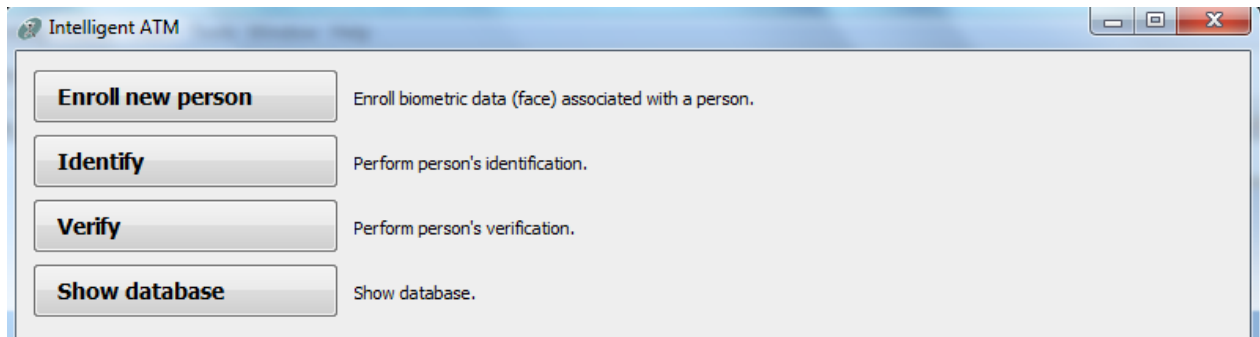 Intelligent ATM
Enroll new person Enroll biometric data (face) associated with a person.
Identify Perform person's identification.
Verify Perform person's verification.
Show database Show database.